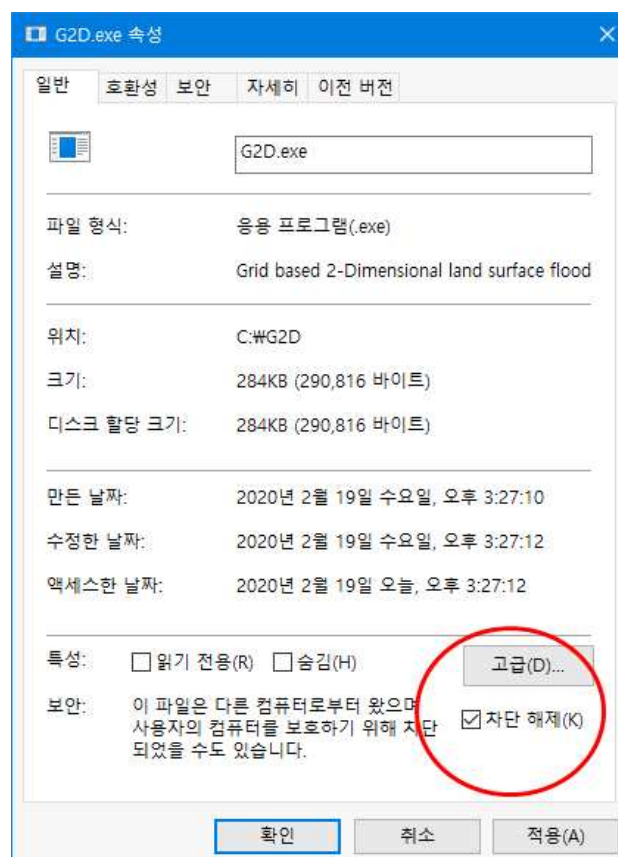 G2D.exe 속성
일반 호환성 보안 자세히 이전 버전
G2D.exe
파일 형식: 응용 프로그램(.exe)
설명: Grid based 2-Dimensional land surface flood
위치: C:₩G2D
크기: 284KB (290,816 바이트)
디스크 할당 크기: 284KB (290,816 바이트)
만든 날짜: 2020년 2월 19일 수요일, 오후 3:27:10
수정한 날짜: 2020년 2월 19일 수요일, 오후 3:27:12
액세스한 날짜: 2020년 2월 19일 오늘, 오후 3:27:12
특성: 읽기 전용(R) 숨김(H) 고급(D)...
보안: 이 파일은 다른 컴퓨터로부터 왔으며
사용자의 컴퓨터를 보호하기 위해 차단 차단 해제(K)
되었을 수도 있습니다.
확인 취소 적용(A)